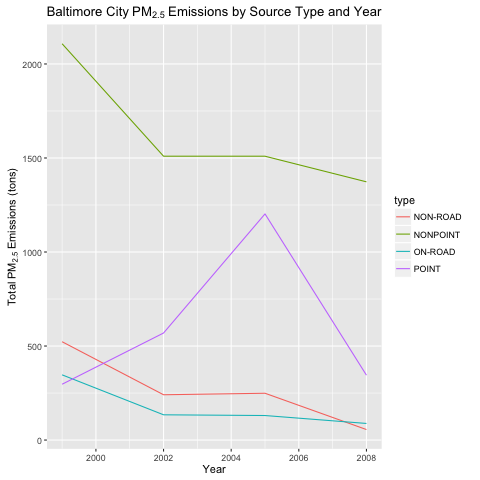 Baltimore City PM2.5 Emissions by Source Type and Year
Total PM2.5 Emissions (tons)
2000
1500
1000
500
0
2000 2002 2004 2006 2008
Year
type
NON-ROAD
NONPOINT
ON-ROAD
POINT